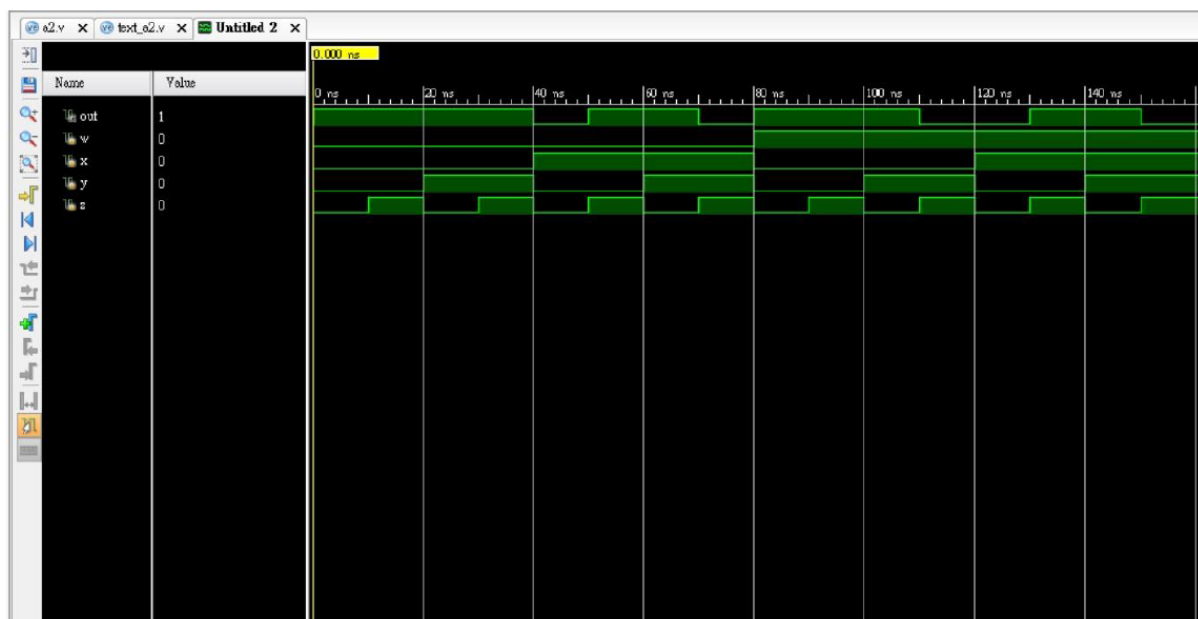 a2.v text_a2.v Untitled 2
0.000 ns
Name Value
0 ns 20 ns 40 ns 60 ns 80 ns 100 ns 120 ns 140 ns
out 1
w 0
x 0
y 0
z 0